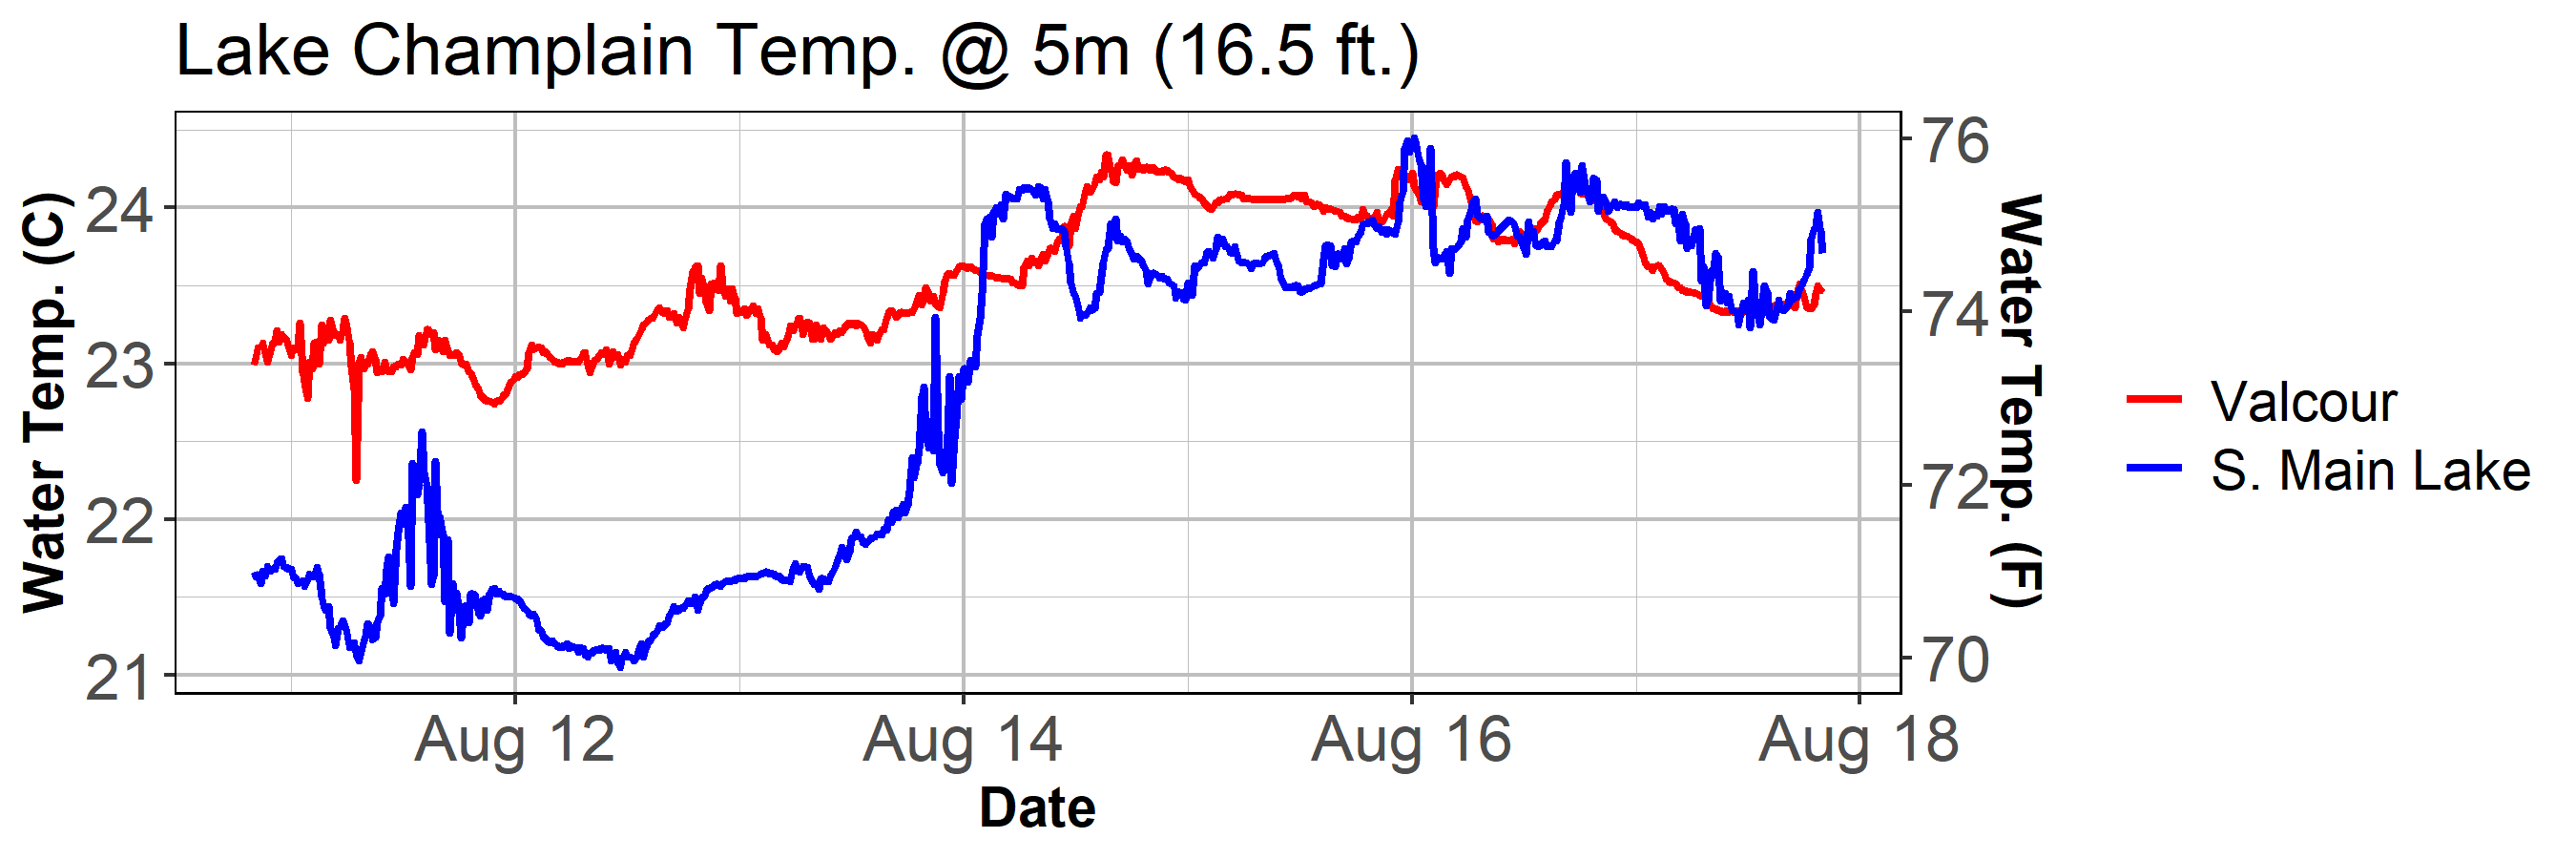 Lake Champlain Temp. @ 5m (16.5 ft.)
Water Temp. (C)
24
23
22
21
76
74
72
70
Water Temp. (F)
Aug 12
Aug 14
Aug 16
Aug 18
Date
Valcour
S. Main Lake